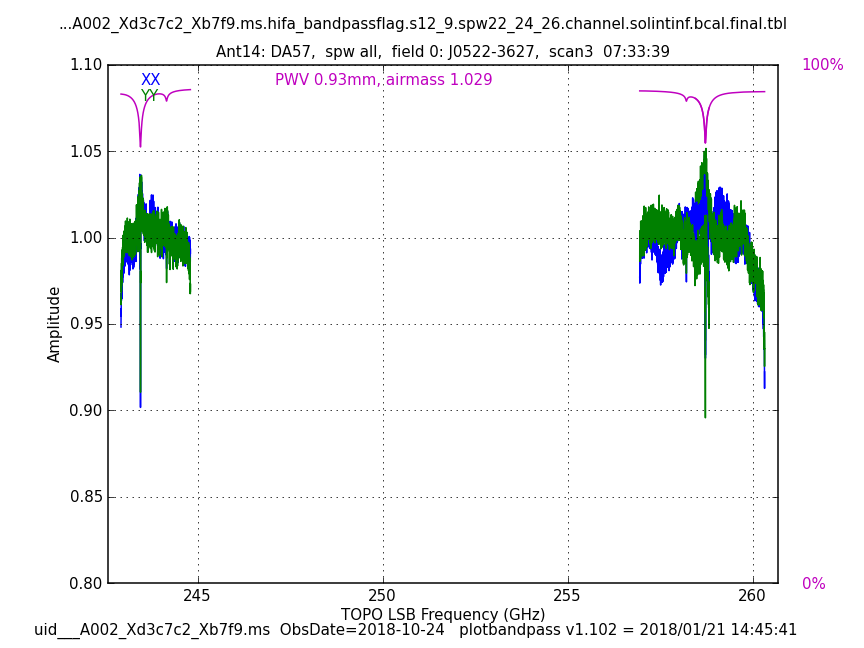 ...A002_Xd3c7c2_Xb7f9.ms.hifa_bandpassflag.s12_9.spw22_24_26.channel.solintinf.bcal.final.tbl
Ant14: DA57,  spw all,  field 0: J0522-3627,  scan3  07:33:39
1.10
100%
XX
PWV 0.93mm, airmass 1.029
YY
1.05
1.00
0.95
0.90
0.85
0.80
0%
Amplitude
245
250
255
260
TOPO LSB Frequency (GHz)
uid___A002_Xd3c7c2_Xb7f9.ms  ObsDate=2018-10-24   plotbandpass v1.102 = 2018/01/21 14:45:41